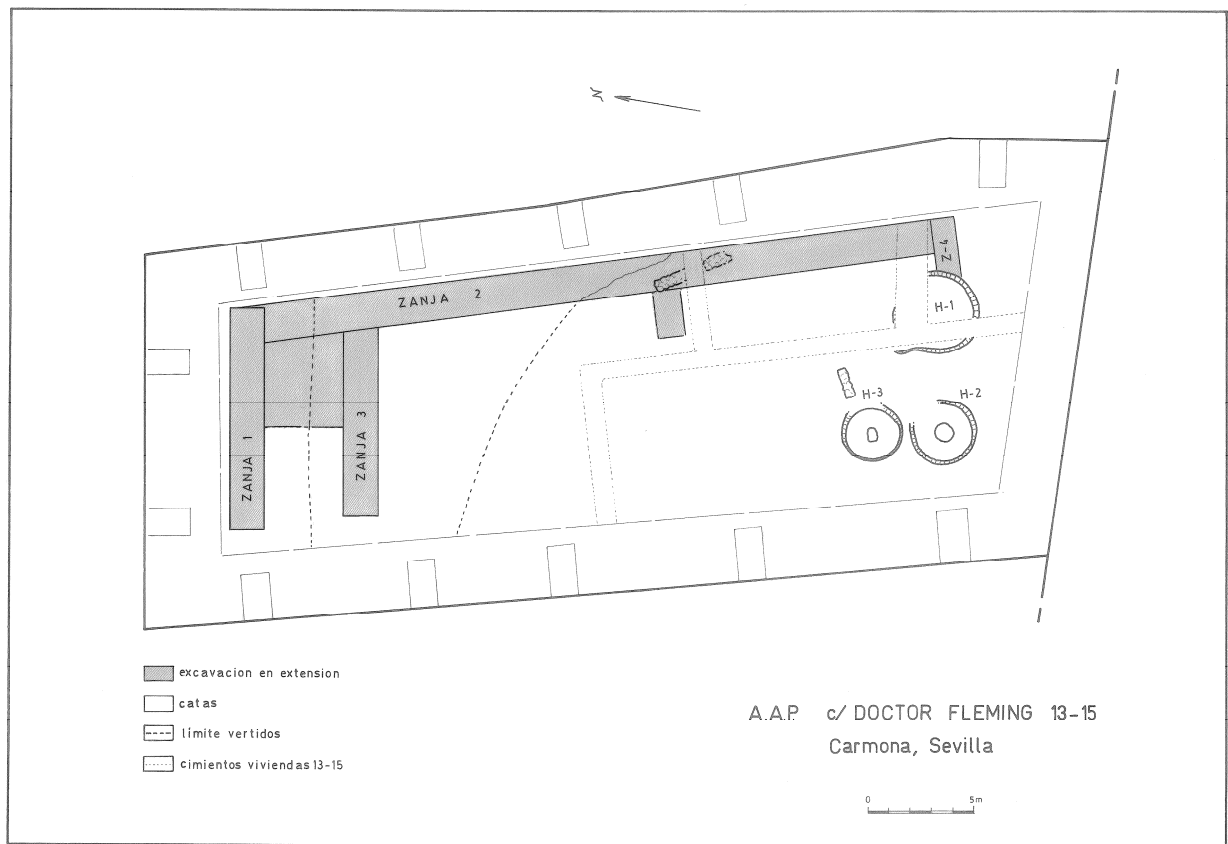 N
ZANJA 2
Z-4
H-1
ZANJA 1
ZANJA 3
H-3
H-2
excavacion en extension
catas
límite vertidos
cimientos viviendas 13-15
A.A.P. c/ DOCTOR FLEMING 13-15
Carmona, Sevilla
0 5m